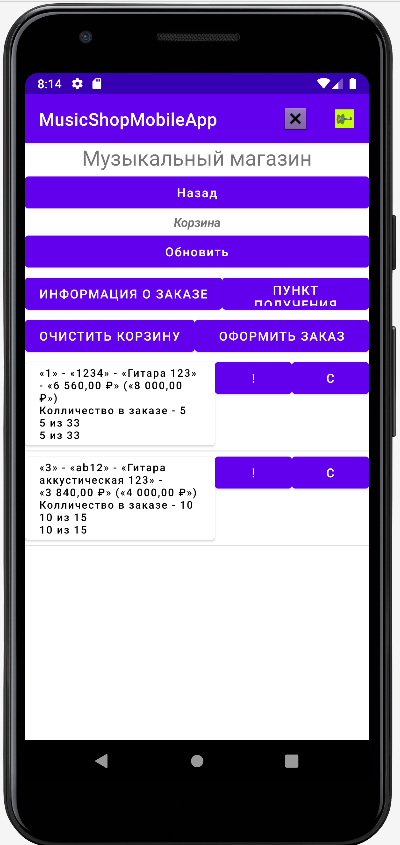 8:14
MusicShopMobileApp
Музыкальный магазин
Назад
Корзина
Обновить
ИНФОРМАЦИЯ О ЗАКАЗЕ
ПУНКТ
ПОЛУЧЕНИЯ
ОЧИСТИТЬ КОРЗИНУ
ОФОРМИТЬ ЗАКАЗ
«1» - «1234» - «Гитара 123»
- «6 560,00 ₽» («8 000,00
₽»)
Колличество в заказе - 5
5 из 33
5 из 33
!
С
«3» - «ab12» - «Гитара
аккустическая 123» -
«3 840,00 ₽» («4 000,00 ₽»)
Колличество в заказе - 10
10 из 15
10 из 15
!
С